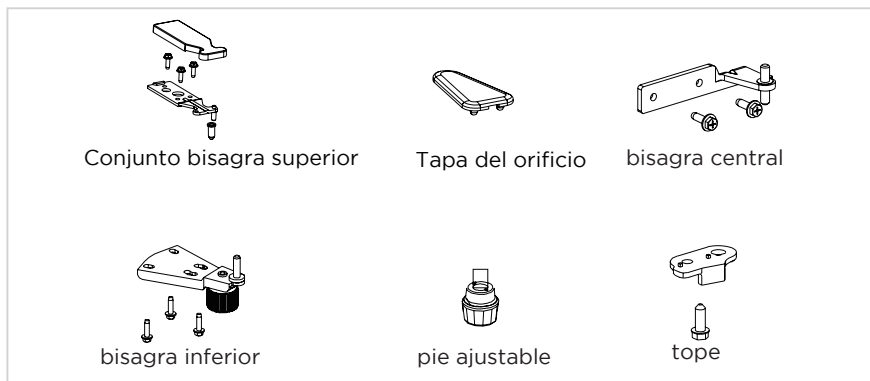 Conjunto bisagra superior
Tapa del orificio
bisagra central
bisagra inferior
pie ajustable
tope